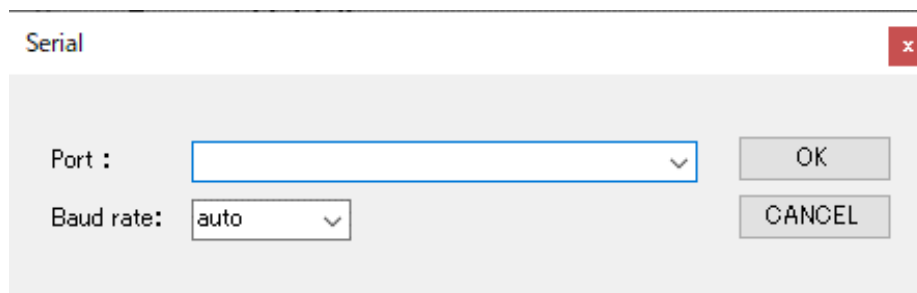 Serial
x
Port :
OK
Baud rate:
auto
CANCEL